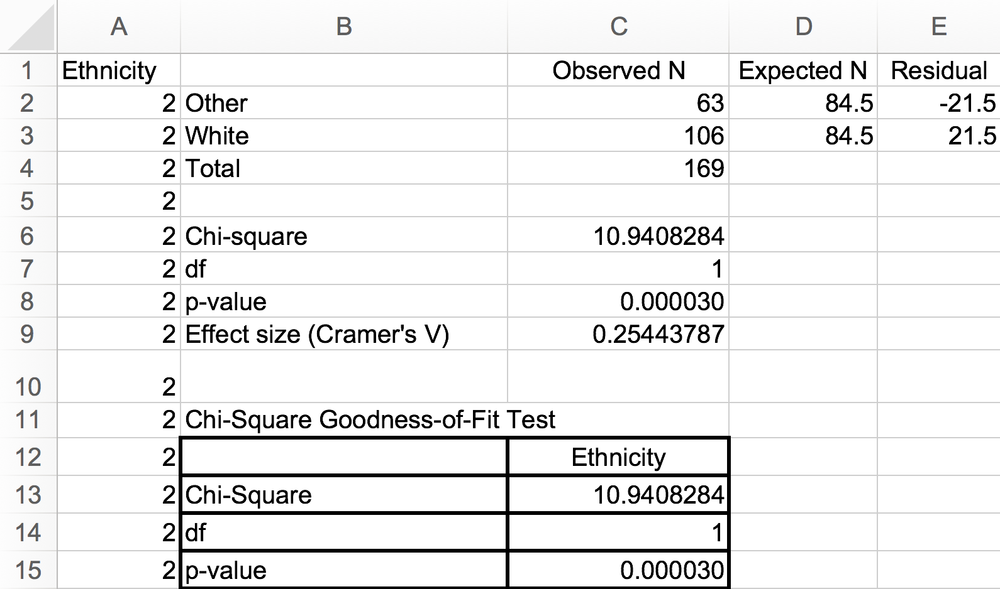 A B C D E
1 Ethnicity Observed N Expected N Residual
2 2 Other 63 84.5 -21.5
3 2 White 106 84.5 21.5
4 2 Total 169
5 2
6 2 Chi-square 10.9408284
7 2 df 1
8 2 p-value 0.000030
9 2 Effect size (Cramer's V) 0.25443787
10 2
11 2 Chi-Square Goodness-of-Fit Test
12 2 Ethnicity
13 2 Chi-Square 10.9408284
14 2 df 1
15 2 p-value 0.000030